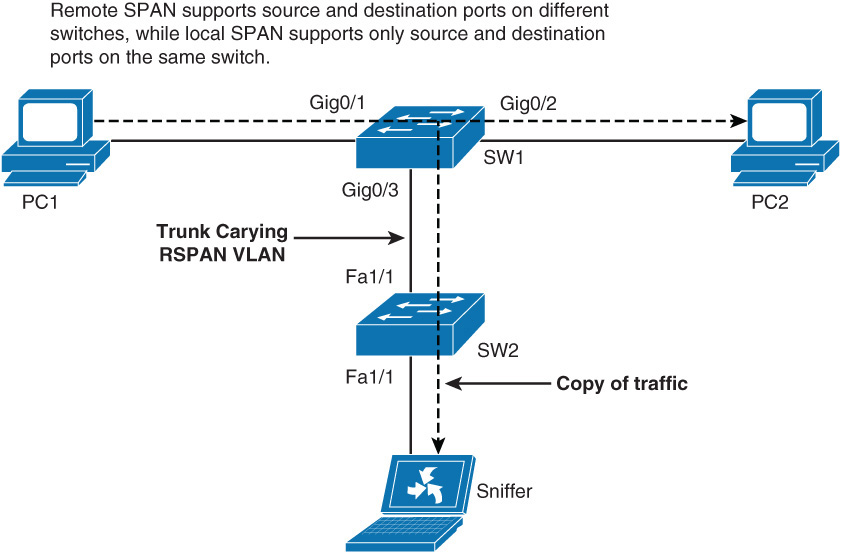 Remote SPAN supports source and destination ports on different
switches, while local SPAN supports only source and destination
ports on the same switch.
Gig0/1
Gig0/2
SW1
PC1
PC2
Gig0/3
Trunk Carying
RSPAN VLAN
Fa1/1
SW2
Fa1/1
Copy of traffic
Sniffer